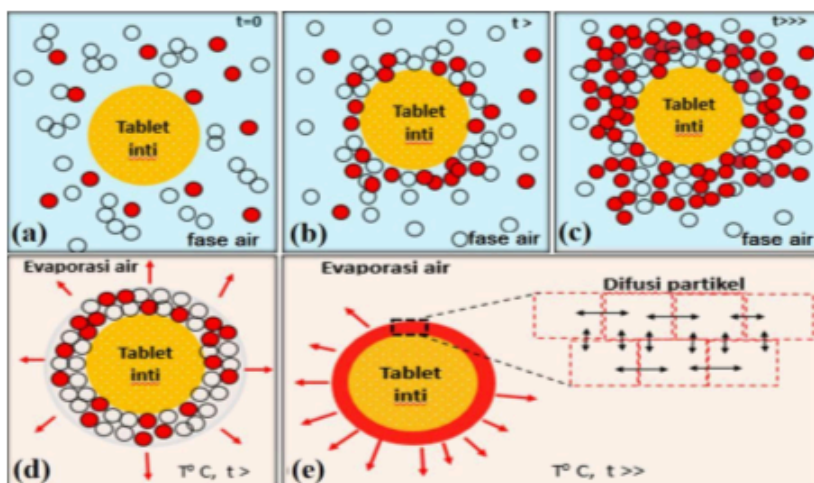 t=0
Tablet
inti
(a)
fase air
t >
Tablet
inti
(b)
fase air
t>>>
Tablet
inti
(c)
fase air
Evaporasi air
Tablet
inti
(d)
T° C, t >
Evaporasi air
Difusi partikel
Tablet
inti
(e)
T° C, t >>